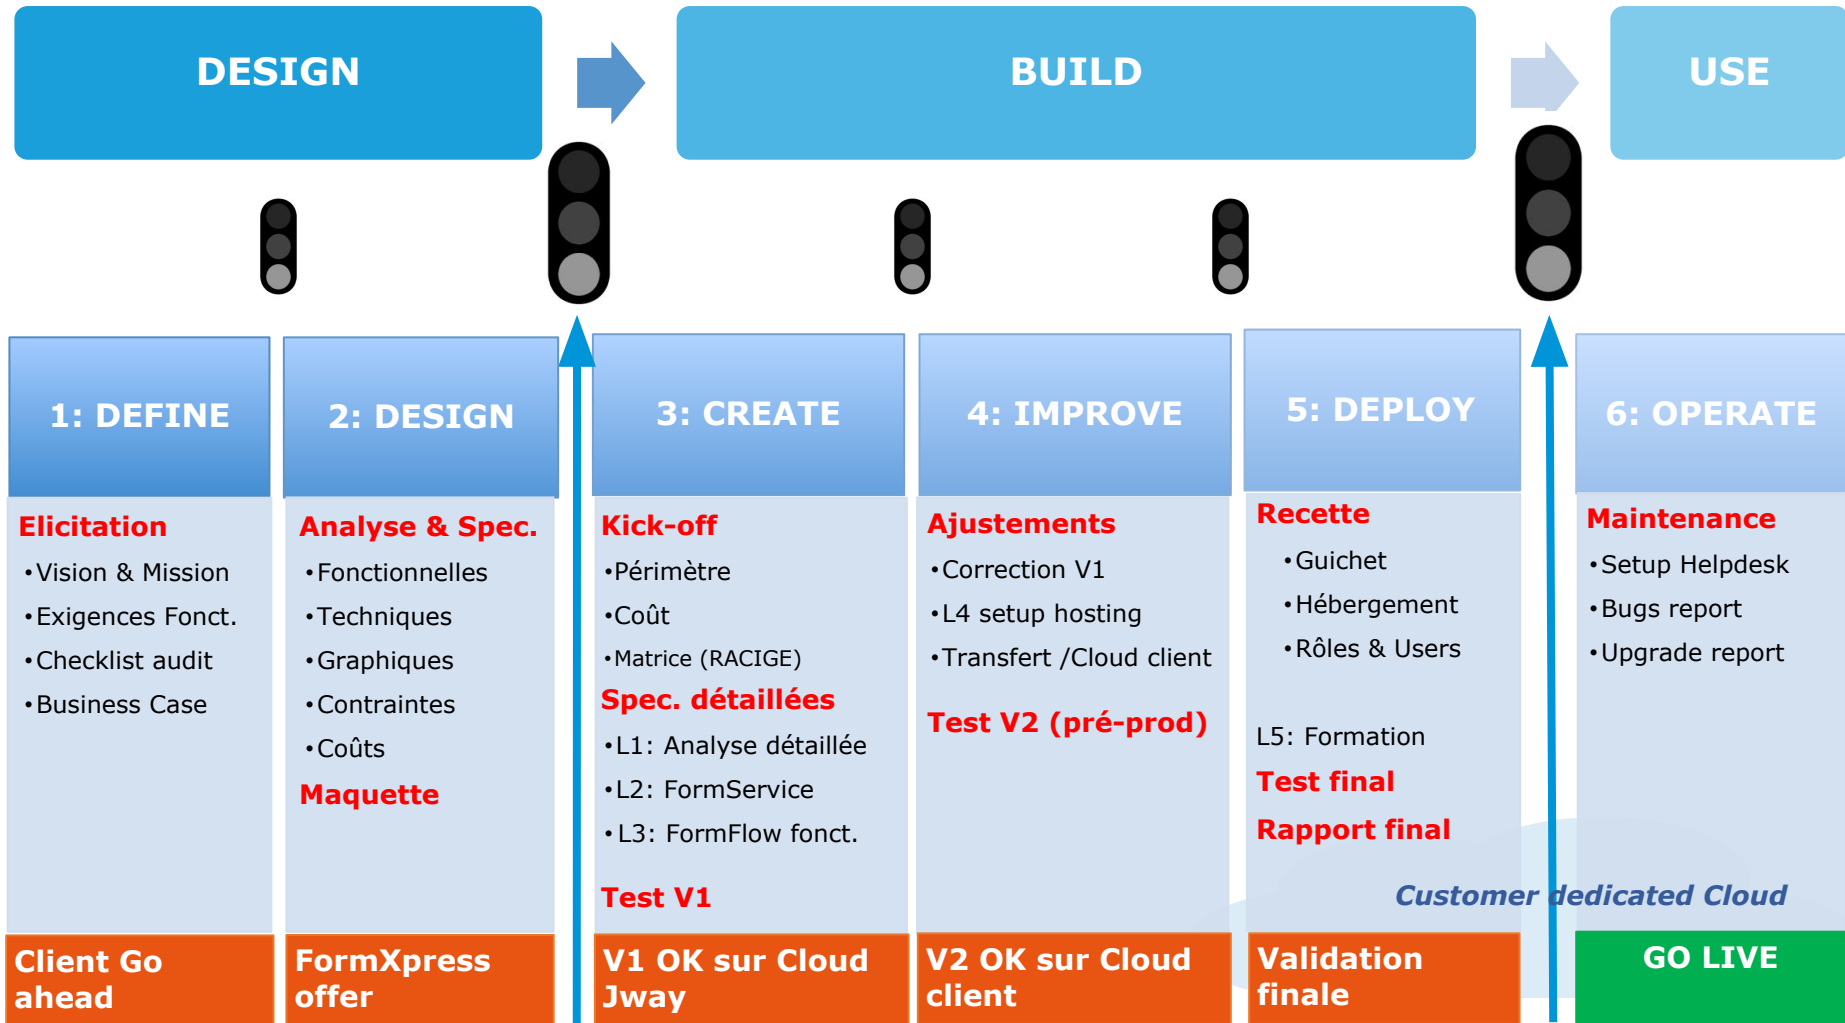 DESIGN
BUILD
USE
1: DEFINE
2: DESIGN
3: CREATE
4: IMPROVE
5: DEPLOY
6: OPERATE
Elicitation
•Vision & Mission
•Exigences Fonct.
•Checklist audit
•Business Case
Analyse & Spec.
•Fonctionnelles
•Techniques
•Graphiques
•Contraintes
•Coûts
Maquette
Kick-off
•Périmètre
•Coût
•Matrice (RACIGE)
Spec. détaillées
•L1: Analyse détaillée
•L2: FormService
•L3: FormFlow fonct.
Test V1
Ajustements
•Correction V1
•L4 setup hosting
•Transfert /Cloud client
Test V2 (pré-prod)
Recette
•Guichet
•Hébergement
•Rôles & Users
L5: Formation
Test final
Rapport final
Maintenance
•Setup Helpdesk
•Bugs report
•Upgrade report
Customer dedicated Cloud
Client Go
ahead
FormXpress
offer
V1 OK sur Cloud
Jway
V2 OK sur Cloud
client
Validation
finale
GO LIVE